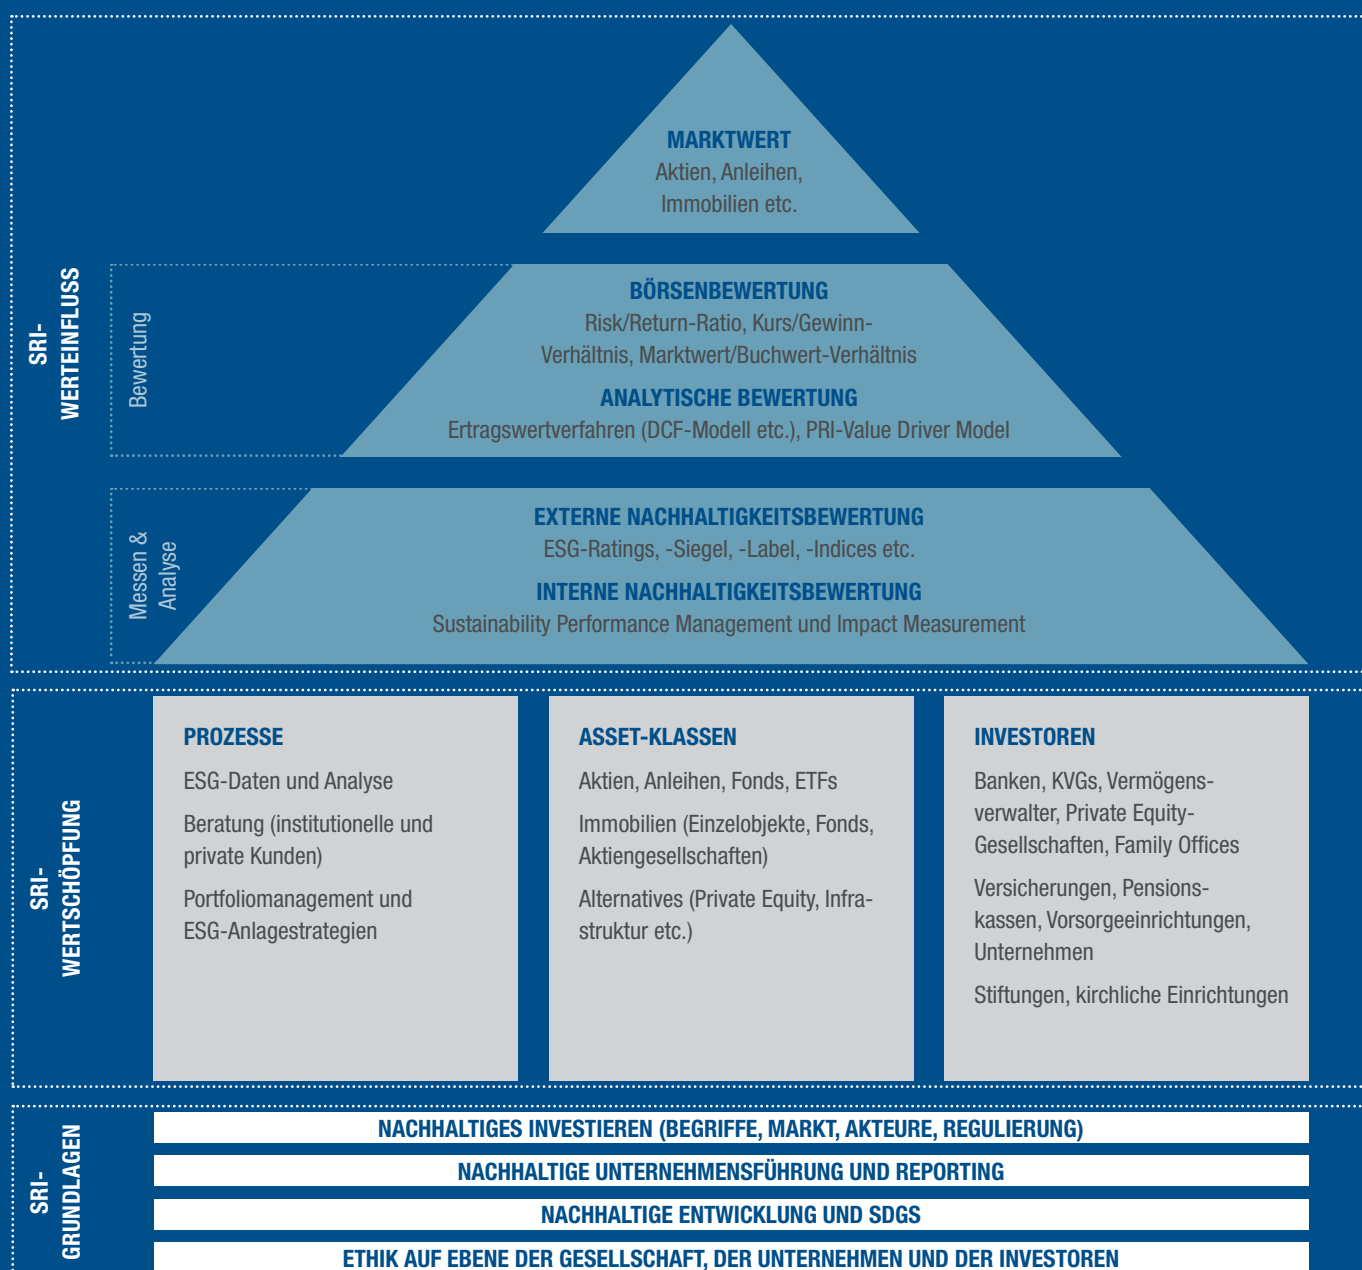 SRI-
WERTEINFLUSS
MARKTWERT
Aktien, Anleihen,
Immobilien etc.
Bewertung
BÖRSENBEWERTUNG
Risk/Return-Ratio, Kurs/Gewinn-
Verhältnis, Marktwert/Buchwert-Verhältnis
ANALYTISCHE BEWERTUNG
Ertragswertverfahren (DCF-Modell etc.), PRI-Value Driver Model
Messen &
Analyse
EXTERNE NACHHALTIGKEITSBEWERTUNG
ESG-Ratings, -Siegel, -Label, -Indices etc.
INTERNE NACHHALTIGKEITSBEWERTUNG
Sustainability Performance Management und Impact Measurement
SRI-
WERTSCHÖPFUNG
PROZESSE
ESG-Daten und Analyse
Beratung (institutionelle und
private Kunden)
Portfoliomanagement und
ESG-Anlagestrategien
ASSET-KLASSEN
Aktien, Anleihen, Fonds, ETFs
Immobilien (Einzelobjekte, Fonds,
Aktiengesellschaften)
Alternatives (Private Equity, Infra-
struktur etc.)
INVESTOREN
Banken, KVGs, Vermögens-
verwalter, Private Equity-
Gesellschaften, Family Offices
Versicherungen, Pensions-
kassen, Vorsorgeeinrichtungen,
Unternehmen
Stiftungen, kirchliche Einrichtungen
SRI-
GRUNDLAGEN
NACHHALTIGES INVESTIEREN (BEGRIFFE, MARKT, AKTEURE, REGULIERUNG)
NACHHALTIGE UNTERNEHMENSFÜHRUNG UND REPORTING
NACHHALTIGE ENTWICKLUNG UND SDGS
ETHIK AUF EBENE DER GESELLSCHAFT, DER UNTERNEHMEN UND DER INVESTOREN